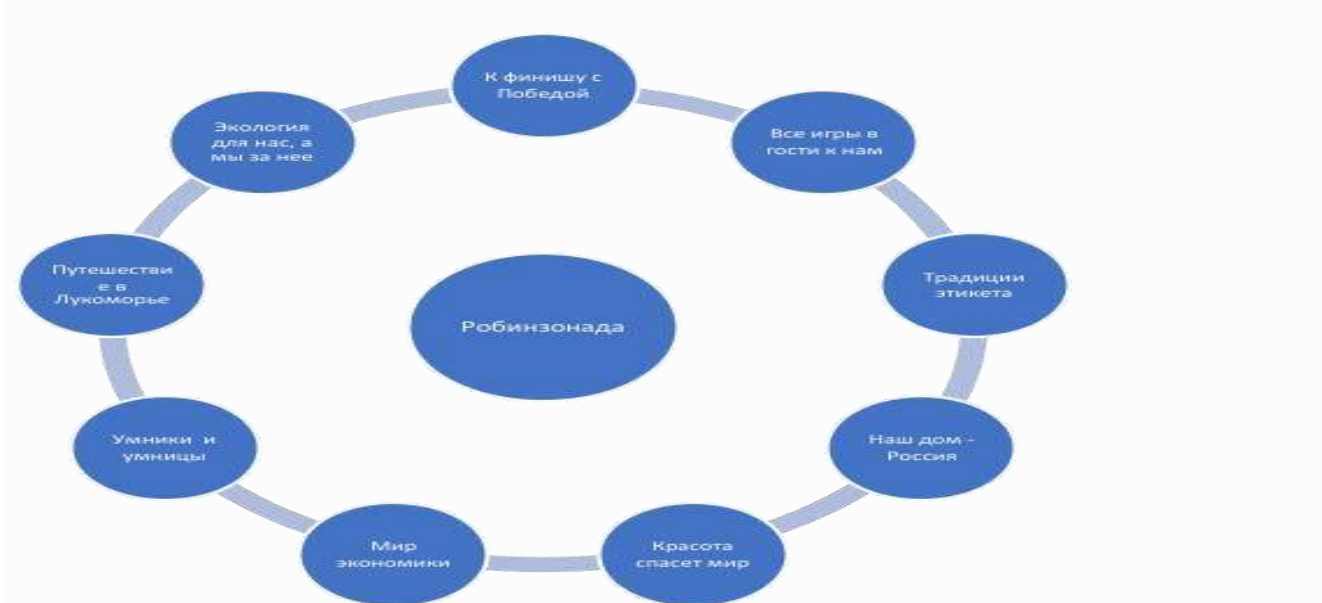 К финишу с
Победой
Все игры в
гости к нам
Традиции
этикета
Наш дом -
Россия
Красота
спасет мир
Мир
экономики
Умники и
умницы
Путешестви
е в
Лукоморье
Экология
для нас, а
мы за нее
Робинзонада